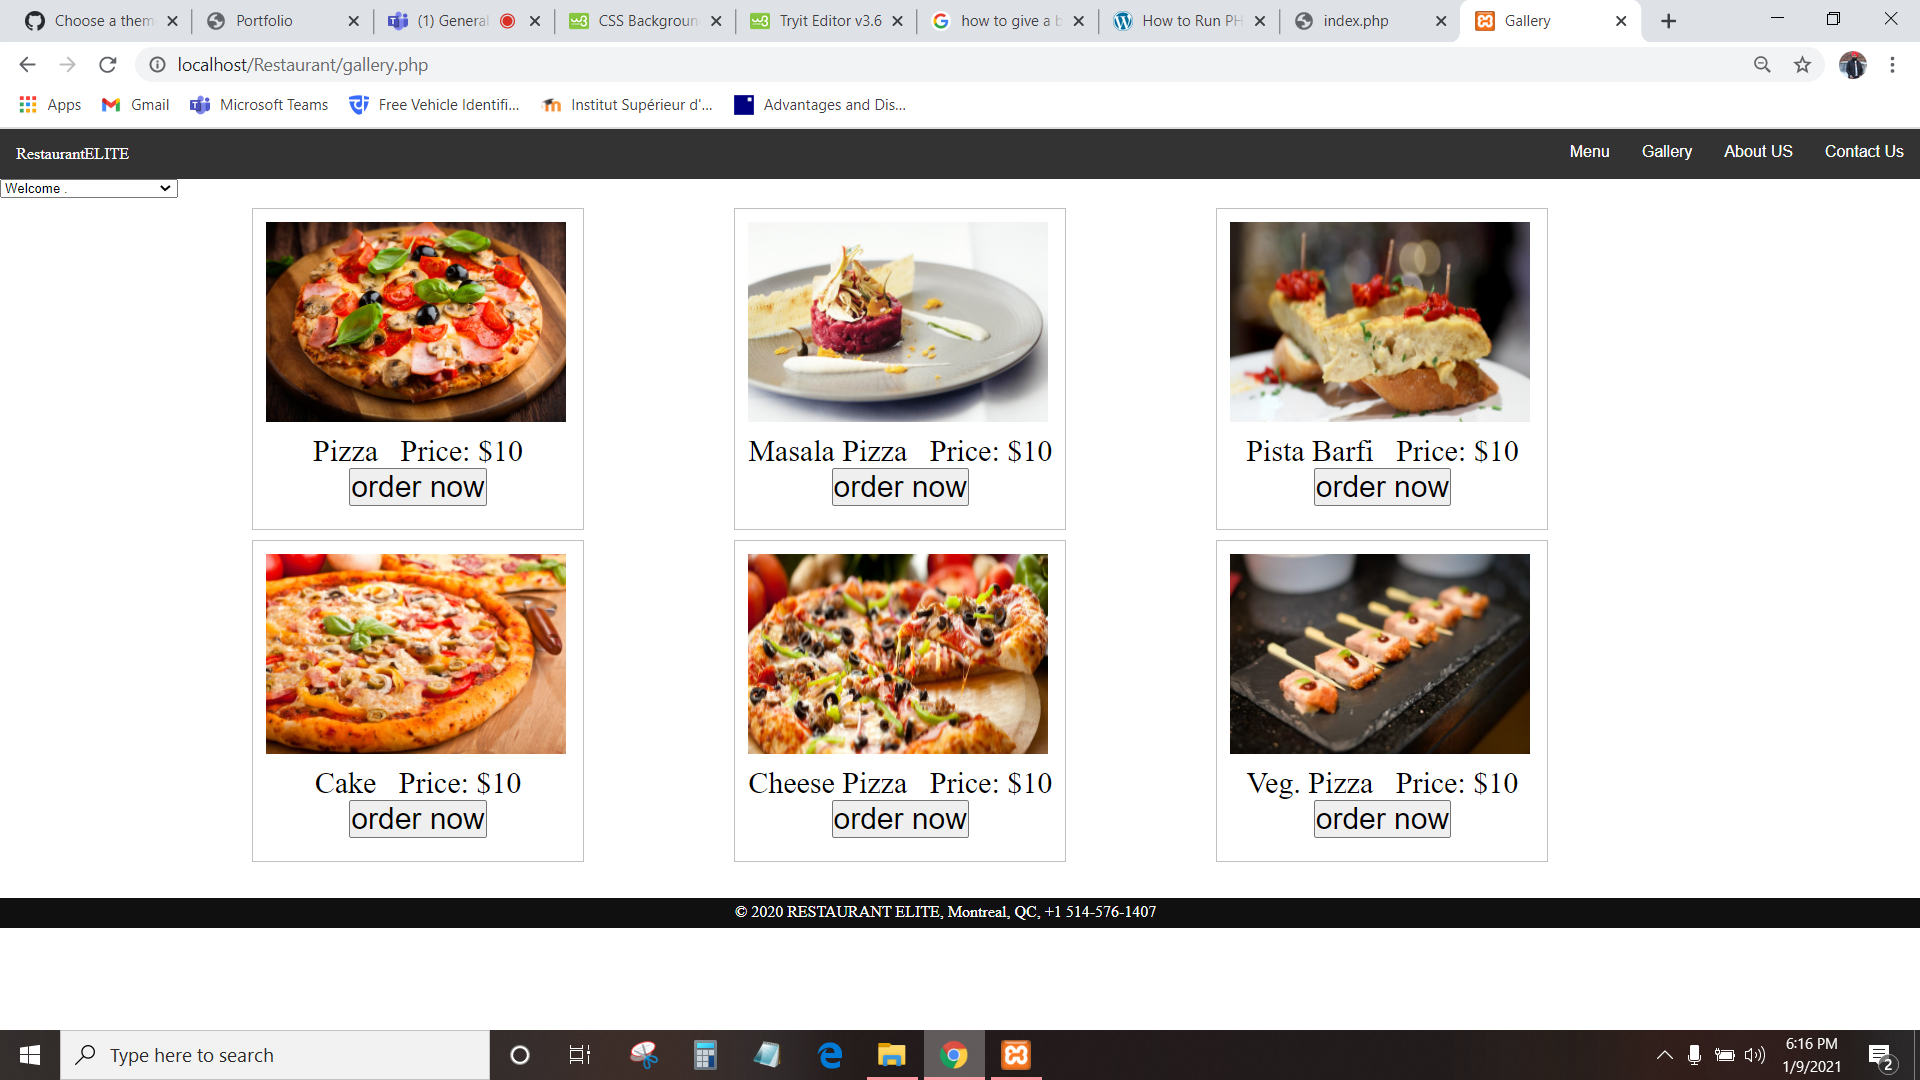 Choose a them
Portfolio
(1) General
CSS Backgroun
Tryit Editor v3.6
how to give a b
How to Run PH
index.php
Gallery
localhost/Restaurant/gallery.php
Apps
Gmail
Microsoft Teams
Free Vehicle Identifi...
Institut Supérieur d'...
Advantages and Dis...
RestaurantELITE
Menu
Gallery
About US
Contact Us
Welcome .
Pizza Price: $10
order now
Masala Pizza Price: $10
order now
Pista Barfi Price: $10
order now
Cake Price: $10
order now
Cheese Pizza Price: $10
order now
Veg. Pizza Price: $10
order now
© 2020 RESTAURANT ELITE, Montreal, QC, +1 514-576-1407
Type here to search
6:16 PM
1/9/2021
2